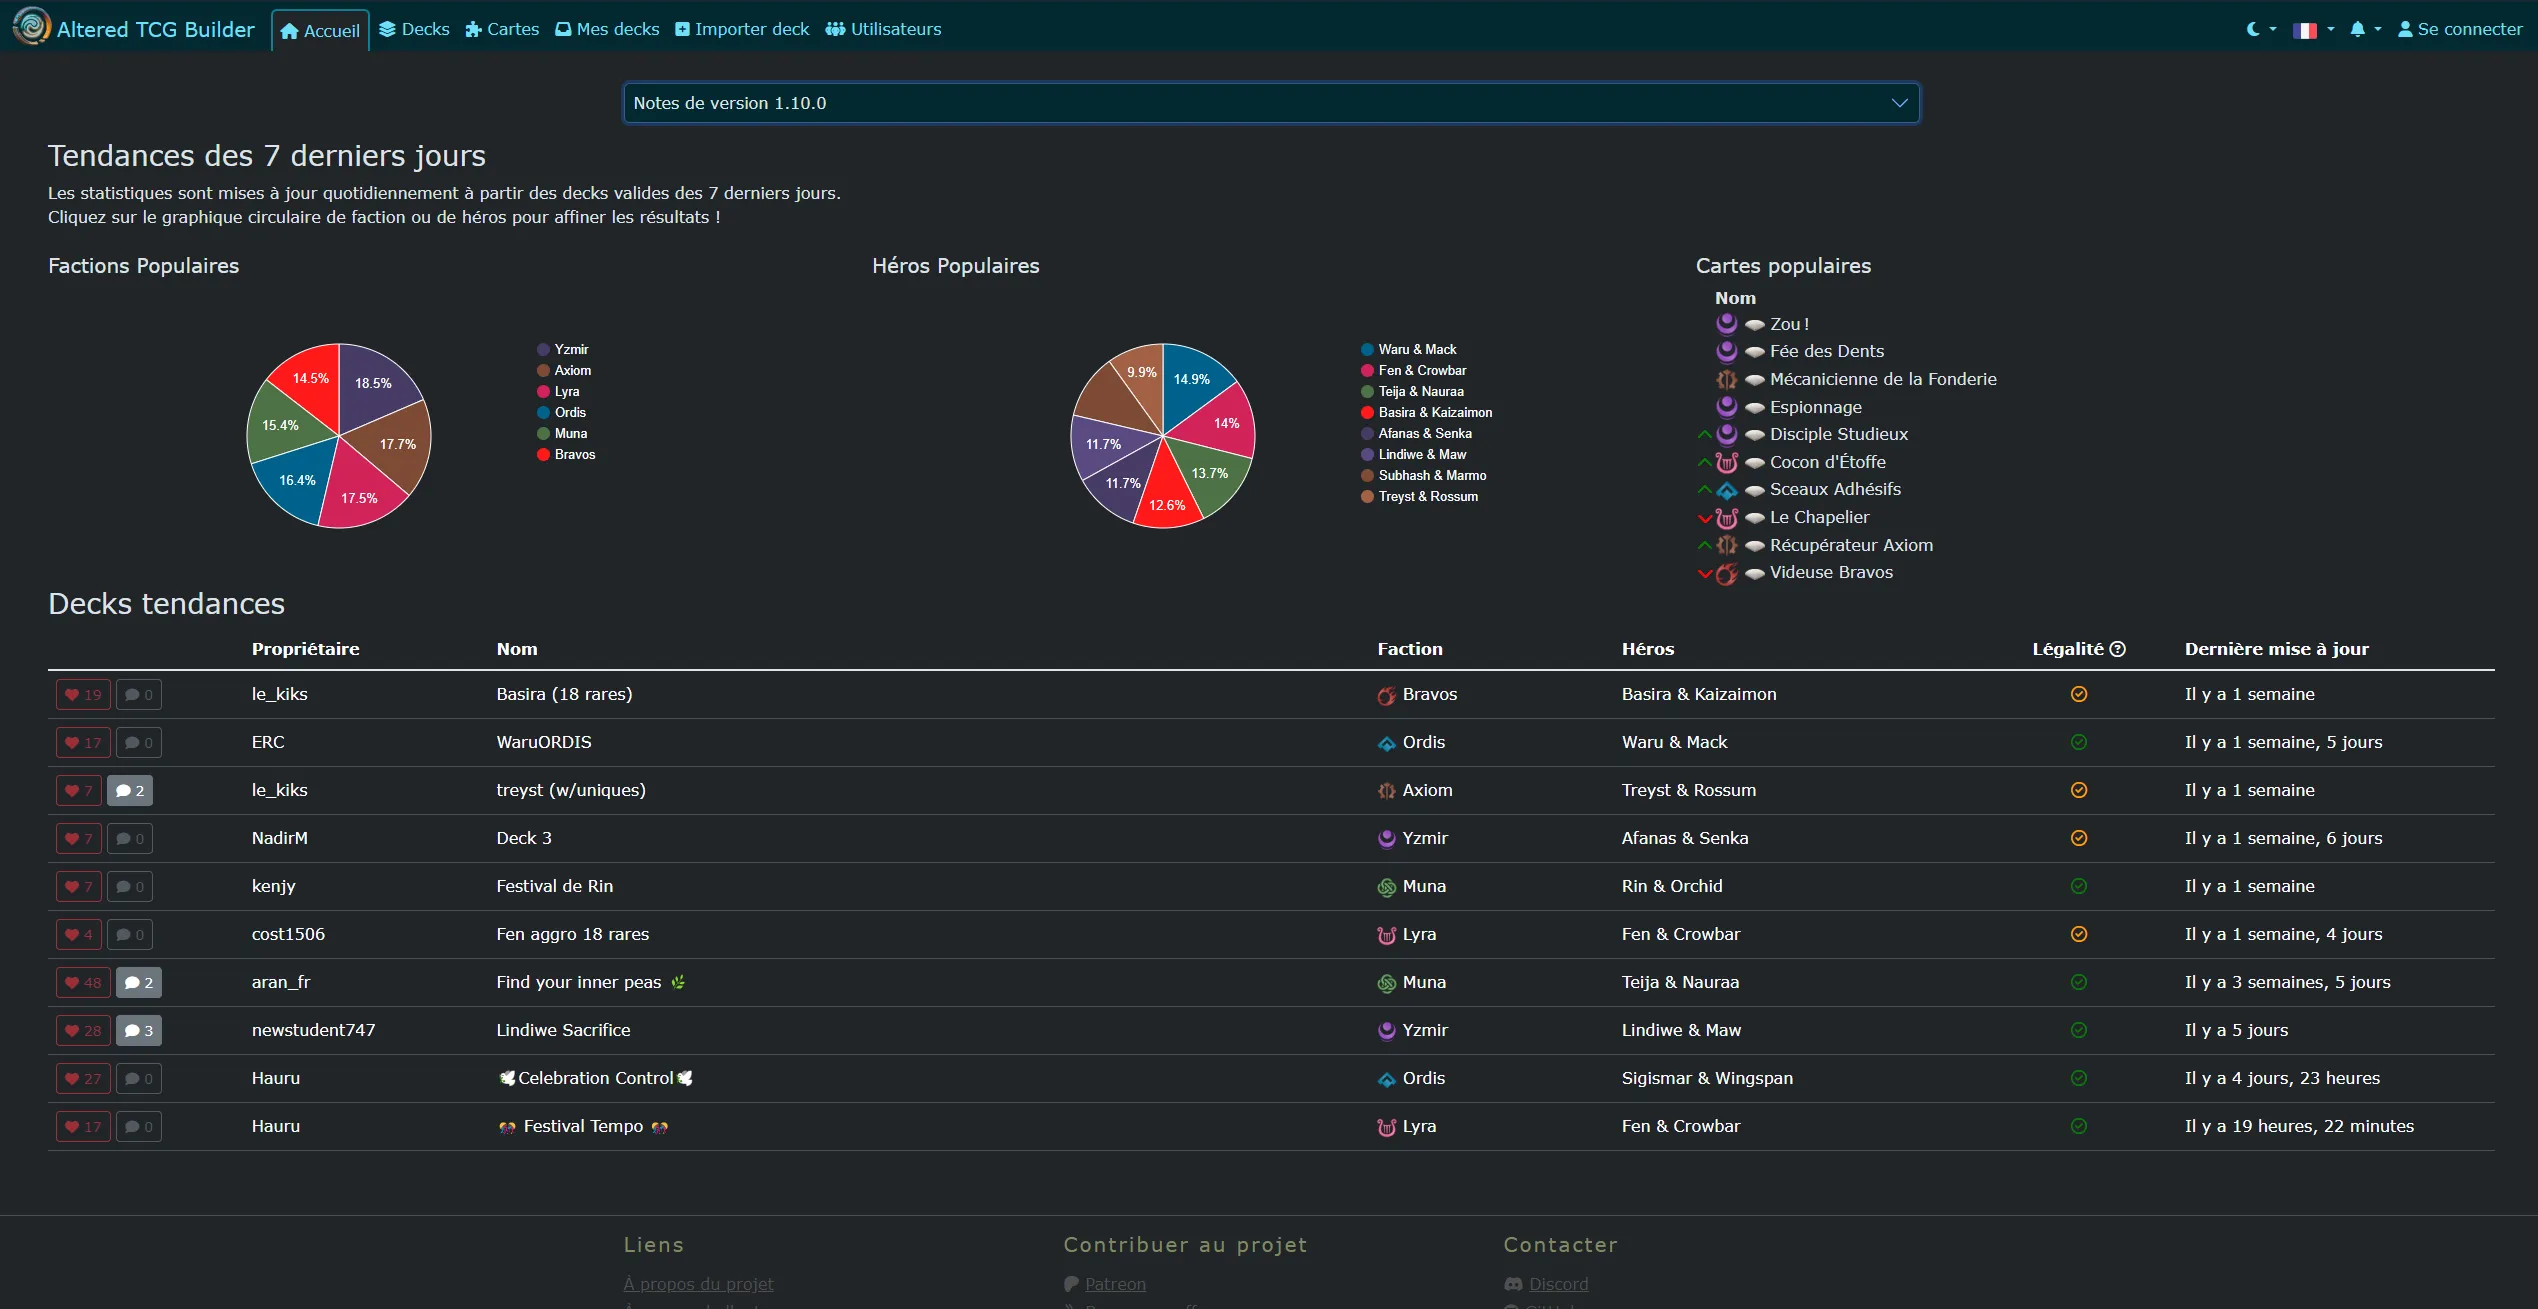 Altered TCG Builder Accueil Decks Cartes Mes decks Importer deck Utilisateurs Se connecter
Notes de version 1.10.0
Tendances des 7 derniers jours
Les statistiques sont mises à jour quotidiennement à partir des decks valides des 7 derniers jours.
Cliquez sur le graphique circulaire de faction ou de héros pour affiner les résultats !
Factions Populaires
18.5%
17.7%
17.5%
16.4%
15.4%
14.5%
Yzmir
Axiom
Lyra
Ordis
Muna
Bravos
Héros Populaires
14.9%
14%
13.7%
12.6%
11.7%
11.7%
9.9%
Waru & Mack
Fen & Crowbar
Teija & Nauraa
Basira & Kaizaimon
Afanas & Senka
Lindiwe & Maw
Subhash & Marmo
Treyst & Rossum
Cartes populaires
Nom
Zou !
Fée des Dents
Mécanicienne de la Fonderie
Espionnage
Disciple Studieux
Cocon d'Étoffe
Sceaux Adhésifs
Le Chapelier
Récupérateur Axiom
Videuse Bravos
Decks tendances
Propriétaire Nom Faction Héros Légalité Dernière mise à jour
19 0 le_kiks Basira (18 rares) Bravos Basira & Kaizaimon Il y a 1 semaine
17 0 ERC WaruORDIS Ordis Waru & Mack Il y a 1 semaine, 5 jours
7 2 le_kiks treyst (w/uniques) Axiom Treyst & Rossum Il y a 1 semaine
7 0 NadirM Deck 3 Yzmir Afanas & Senka Il y a 1 semaine, 6 jours
7 0 kenjy Festival de Rin Muna Rin & Orchid Il y a 1 semaine
4 0 cost1506 Fen aggro 18 rares Lyra Fen & Crowbar Il y a 1 semaine, 4 jours
48 2 aran_fr Find your inner peas 🌿 Muna Teija & Nauraa Il y a 3 semaines, 5 jours
28 3 newstudent747 Lindiwe Sacrifice Yzmir Lindiwe & Maw Il y a 5 jours
27 0 Hauru 🕊️Celebration Control🕊️ Ordis Sigismar & Wingspan Il y a 4 jours, 23 heures
17 0 Hauru Festival Tempo Lyra Fen & Crowbar Il y a 19 heures, 22 minutes
Liens Contribuer au projet Contacter
À propos du projet Patreon Discord